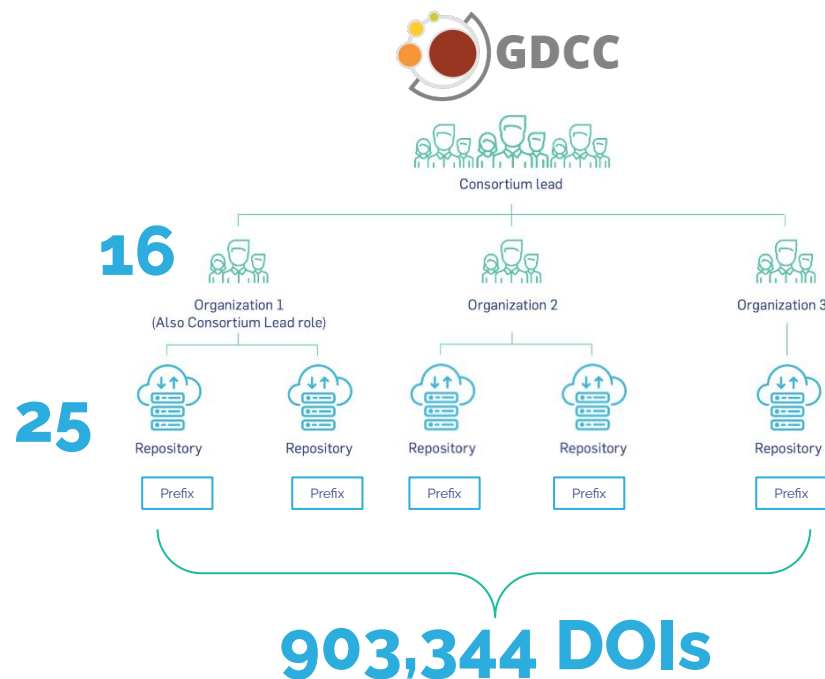 GDCC
Consortium lead
16
Organization 1
(Also Consortium Lead role)
Organization 2
Organization 3
25
Repository
Repository
Repository
Repository
Repository
Prefix
Prefix
Prefix
Prefix
Prefix
903,344 DOIs